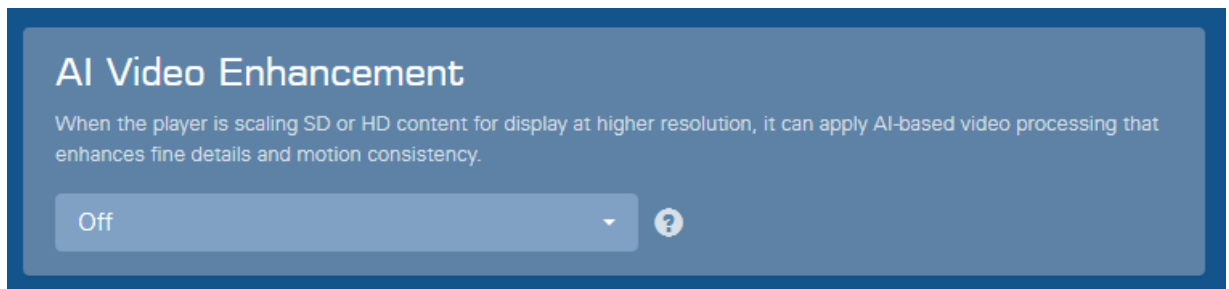 AI Video Enhancement
When the player is scaling SD or HD content for display at higher resolution, it can apply AI-based video processing that
enhances fine details and motion consistency.
Off
?